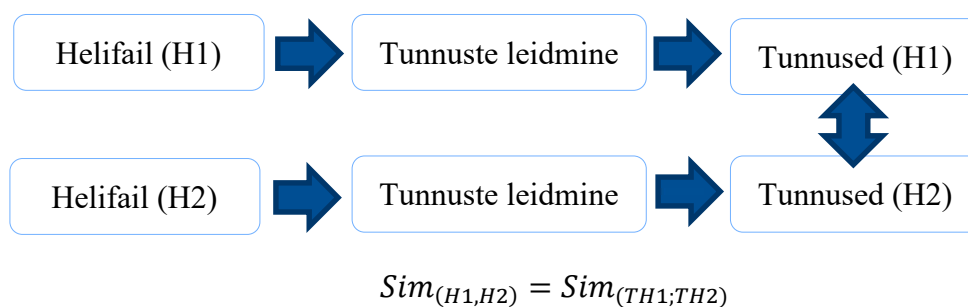 Helifail (H1) Tunnuste leidmine Tunnused (H1)
Helifail (H2) Tunnuste leidmine Tunnused (H2)
Sim(H1,H2) = Sim(TH1;TH2)